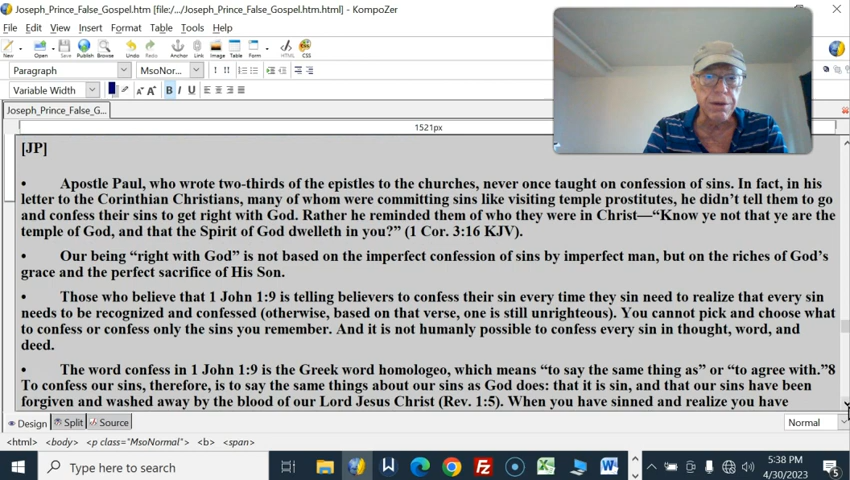 Joseph_Prince_False_Gospel.htm [file:/.../Joseph_Prince_False_Gospel.htm.html] - KompoZer
File Edit View Insert Format Table Tools Help
New Open Save Publish Browse Undo Redo Anchor Link Image Table Form HTML CSS
Paragraph MsoNor...
Variable Width A A B I U
Joseph_Prince_False_G...
1521px
[JP]
• Apostle Paul, who wrote two-thirds of the epistles to the churches, never once taught on confession of sins. In fact, in his
letter to the Corinthian Christians, many of whom were committing sins like visiting temple prostitutes, he didn't tell them to go
and confess their sins to get right with God. Rather he reminded them of who they were in Christ—“Know ye not that ye are the
temple of God, and that the Spirit of God dwelleth in you?” (1 Cor. 3:16 KJV).
• Our being “right with God” is not based on the imperfect confession of sins by imperfect man, but on the riches of God’s
grace and the perfect sacrifice of His Son.
• Those who believe that 1 John 1:9 is telling believers to confess their sin every time they sin need to realize that every sin
needs to be recognized and confessed (otherwise, based on that verse, one is still unrighteous). You cannot pick and choose what
to confess or confess only the sins you remember. And it is not humanly possible to confess every sin in thought, word, and
deed.
• The word confess in 1 John 1:9 is the Greek word homologeo, which means “to say the same thing as” or “to agree with.”8
To confess our sins, therefore, is to say the same things about our sins as God does: that it is sin, and that our sins have been
forgiven and washed away by the blood of our Lord Jesus Christ (Rev. 1:5). When you have sinned and realize you have
Design Split Source Normal
<html> <body> <p class="MsoNormal"> <b> <span>
Type here to search
5:38 PM
4/30/2023
5